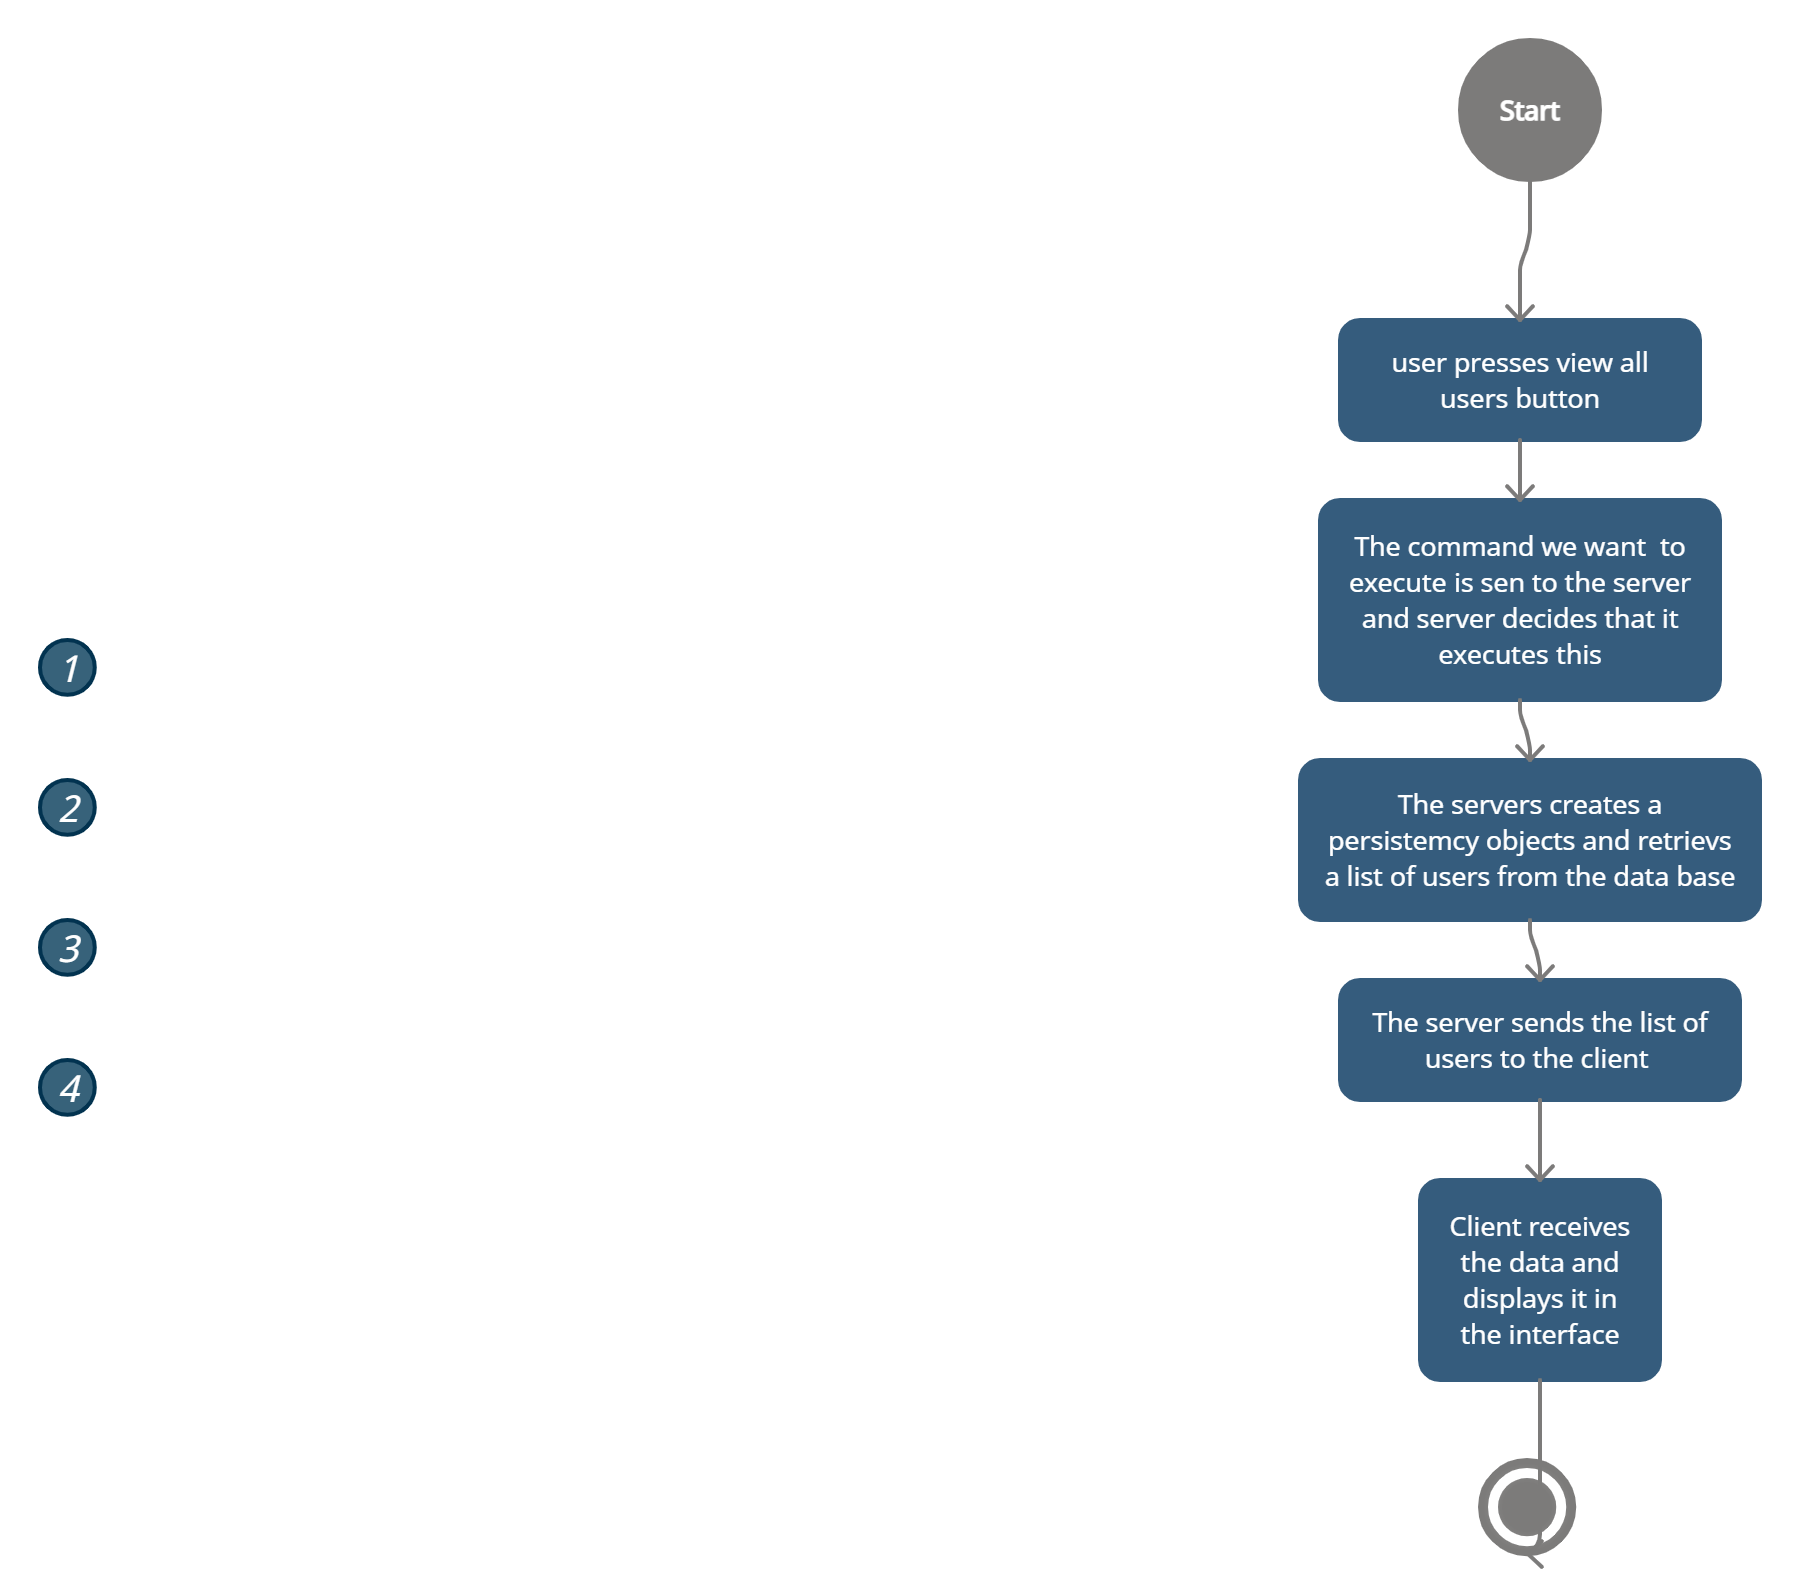 Start
user presses view all
users button
The command we want  to
execute is sen to the server
and server decides that it
executes this
1
2
3
4
The servers creates a
persistemcy objects and retrievs
a list of users from the data base
The server sends the list of
users to the client
Client receives
the data and
displays it in
the interface